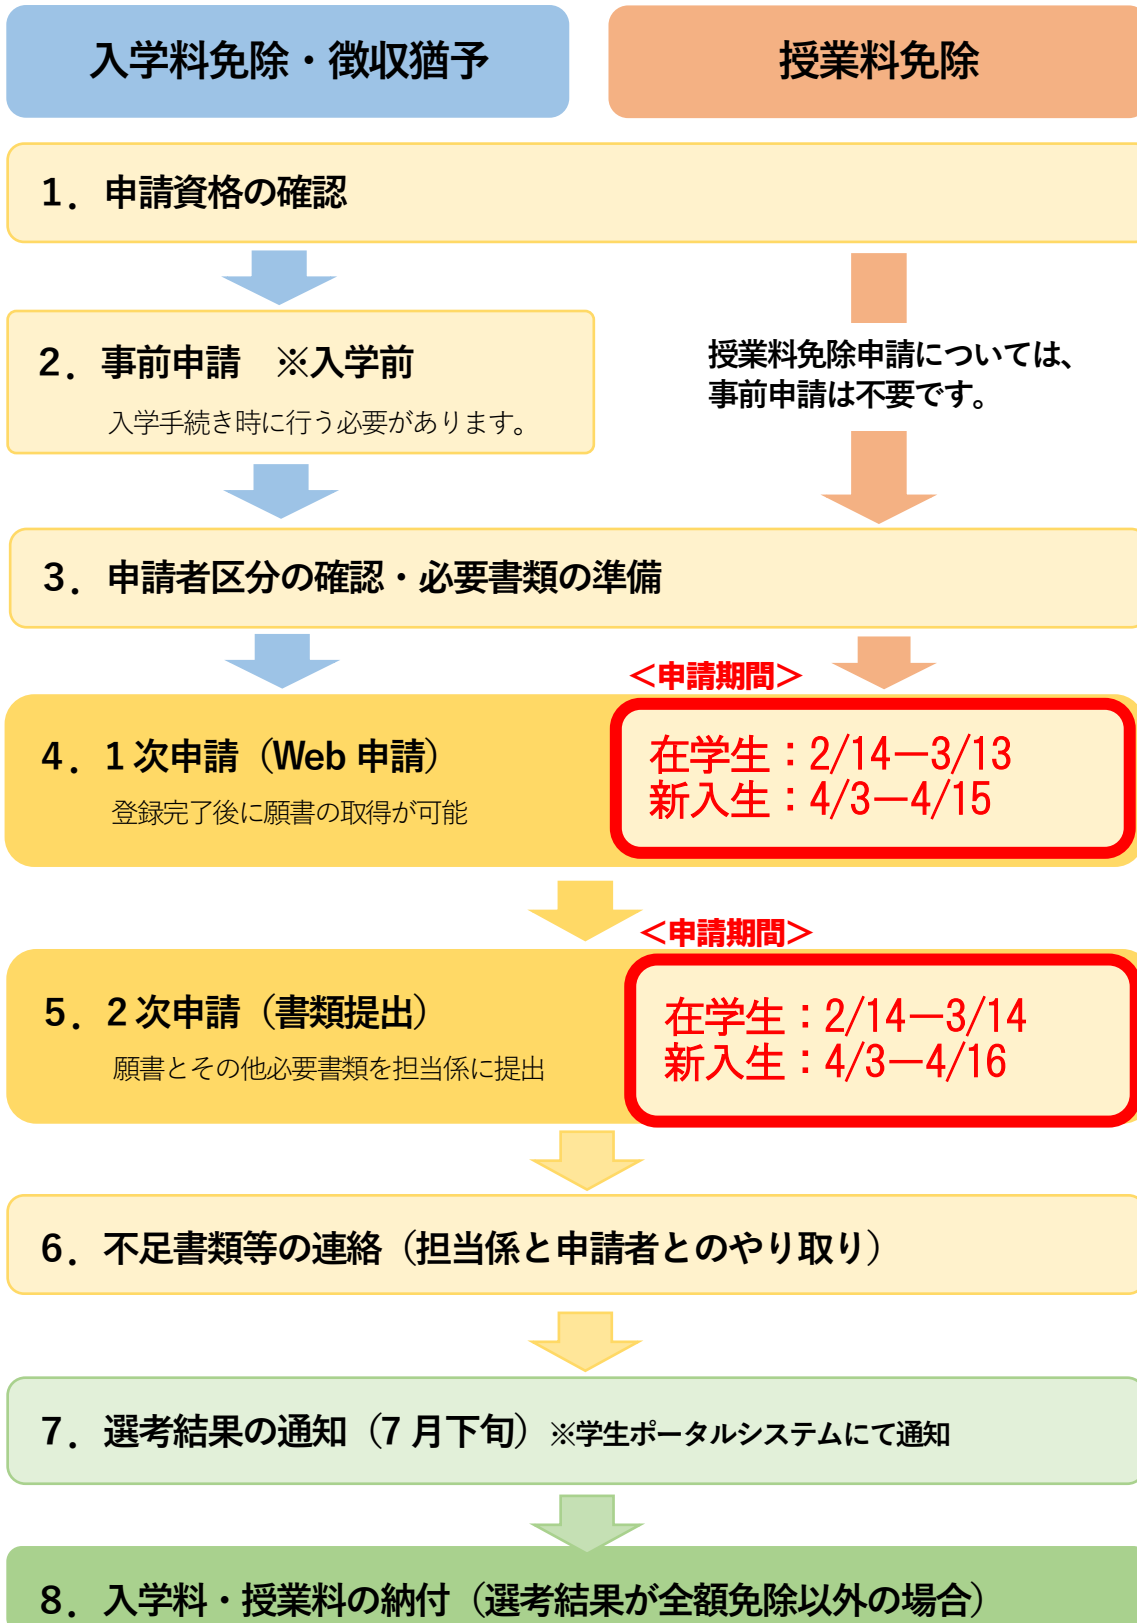 入学料免除・徴収猶予
授業料免除
1．申請資格の確認
2．事前申請　※入学前
入学手続き時に行う必要があります。
授業料免除申請については、
事前申請は不要です。
3．申請者区分の確認・必要書類の準備
＜申請期間＞
4．1 次申請（Web 申請）
登録完了後に願書の取得が可能
在学生：2/14－3/13
新入生：4/3－4/15
＜申請期間＞
5．2 次申請（書類提出）
願書とその他必要書類を担当係に提出
在学生：2/14－3/14
新入生：4/3－4/16
6．不足書類等の連絡（担当係と申請者とのやり取り）
7．選考結果の通知（7 月下旬）※学生ポータルシステムにて通知
8．入学料・授業料の納付（選考結果が全額免除以外の場合）